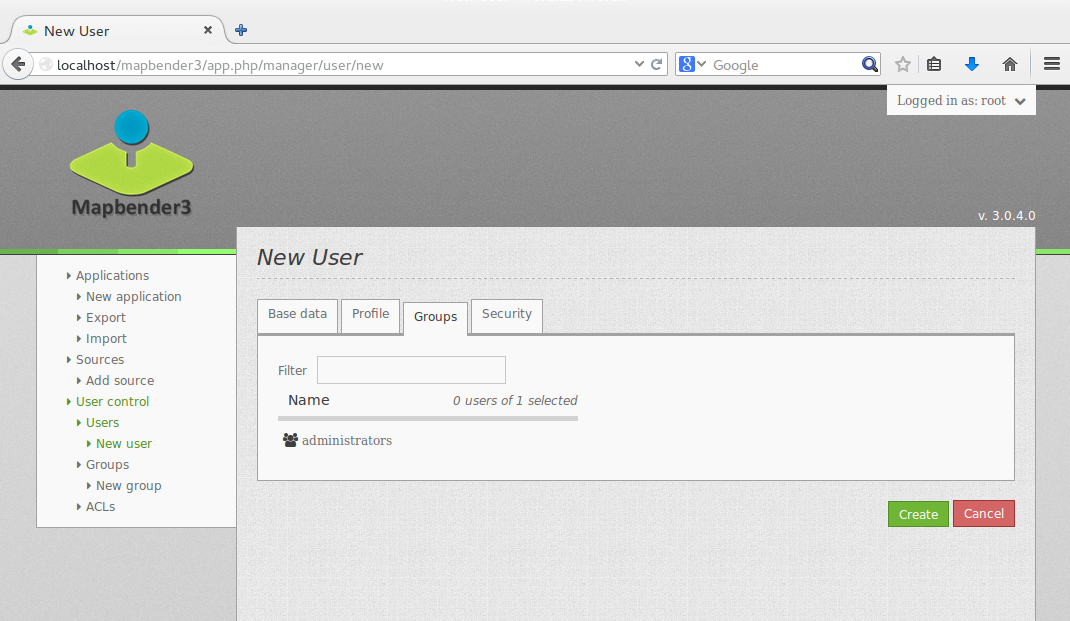 New User
localhost/mapbender3/app.php/manager/user/new
Google
Logged in as: root
Mapbender3
v. 3.0.4.0
Applications
New application
Export
Import
Sources
Add source
User control
Users
New user
Groups
New group
ACLs
New User
Base data Profile Groups Security
Filter
Name 0 users of 1 selected
administrators
Create Cancel